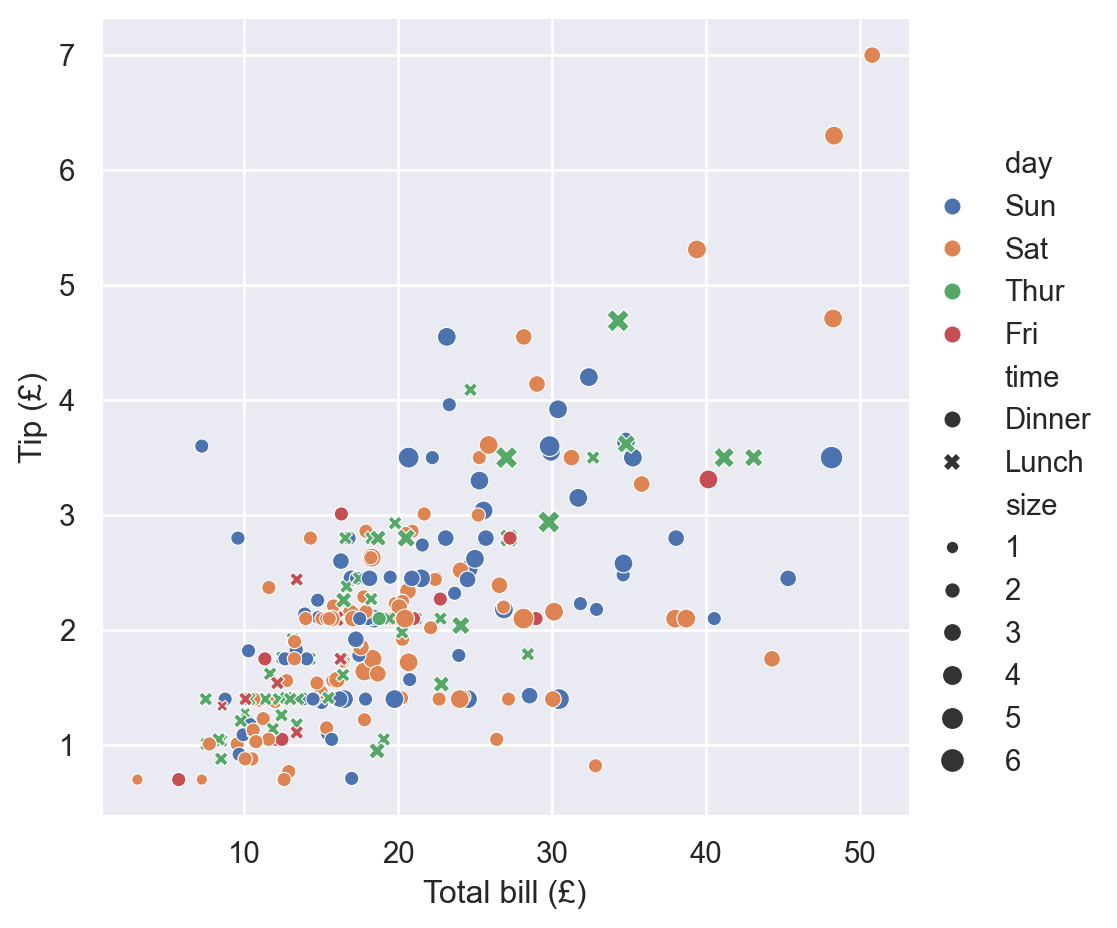 7
6
5
4
3
2
1
Tip (£)
10 20 30 40 50
Total bill (£)
day
Sun
Sat
Thur
Fri
time
Dinner
Lunch
size
1
2
3
4
5
6